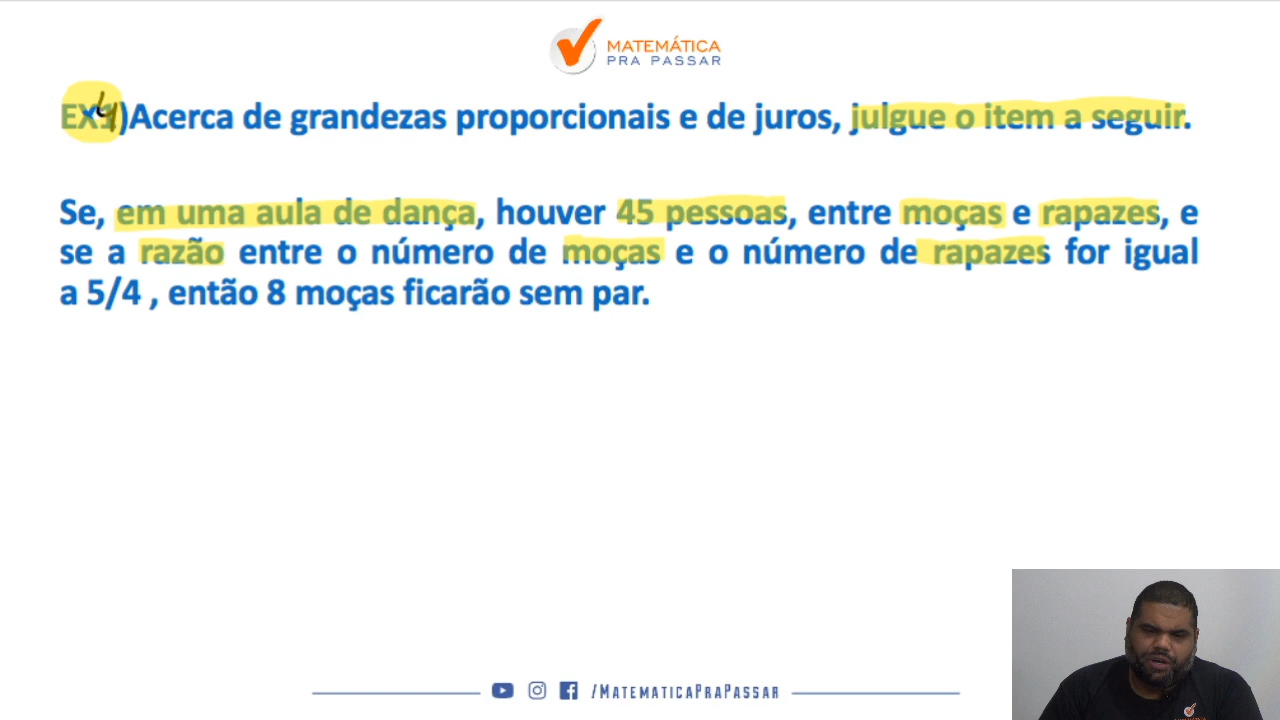 MATEMÁTICA
PRA PASSAR
EX4)Acerca de grandezas proporcionais e de juros, julgue o item a seguir.
Se, em uma aula de dança, houver 45 pessoas, entre moças e rapazes, e
se a razão entre o número de moças e o número de rapazes for igual
a 5/4 , então 8 moças ficarão sem par.
/MATEMATICAPRAPASSAR